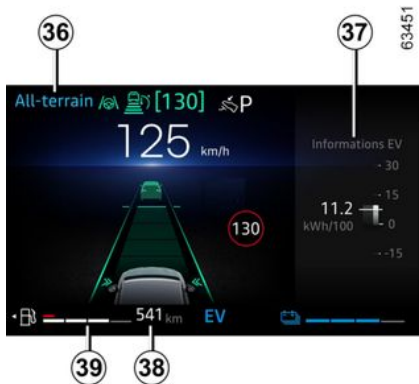 36
37
63451
All-terrain [130] P
125 km/h
Informations EV
30
15
11.2
kWh/100
0
-15
130
541 km EV
39
38